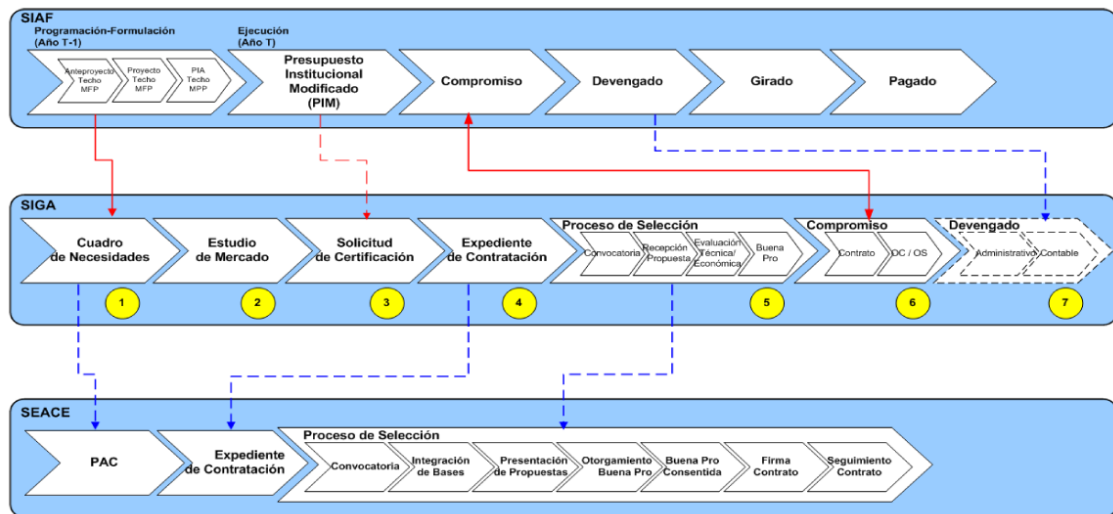 SIAF
Programación-Formulación
(Año T-1)
Ejecución
(Año T)
Anteproyecto
Techo
MFP
Proyecto
Techo
MFP
PIA
Techo
MPP
Presupuesto
Institucional
Modificado
(PIM)
Compromiso
Devengado
Girado
Pagado
SIGA
Cuadro
de Necesidades
Estudio
de Mercado
Solicitud
de Certificación
Expediente
de Contratación
Proceso de Selección
Convocatoria
Recepción
Propuesta
Evaluación
Técnica/
Económica
Buena
Pro
Compromiso
Contrato
OC / OS
Devengado
Administrativo
Contable
1
2
3
4
5
6
7
SEACE
PAC
Expediente
de Contratación
Proceso de Selección
Convocatoria
Integración
de Bases
Presentación
de Propuestas
Otorgamiento
Buena Pro
Buena Pro
Consentida
Firma
Contrato
Seguimiento
Contrato